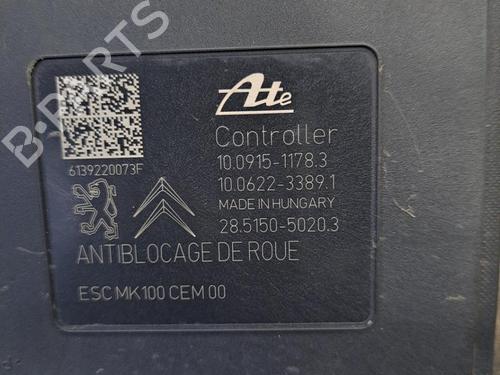 Ate
Controller
10.0915-1178.3
10.0622-3389.1
MADE IN HUNGARY
28.5150-5020.3
6139220073F
ANTIBLOCAGE DE ROUE
ESC MK100 CEM 00
B-PARTS